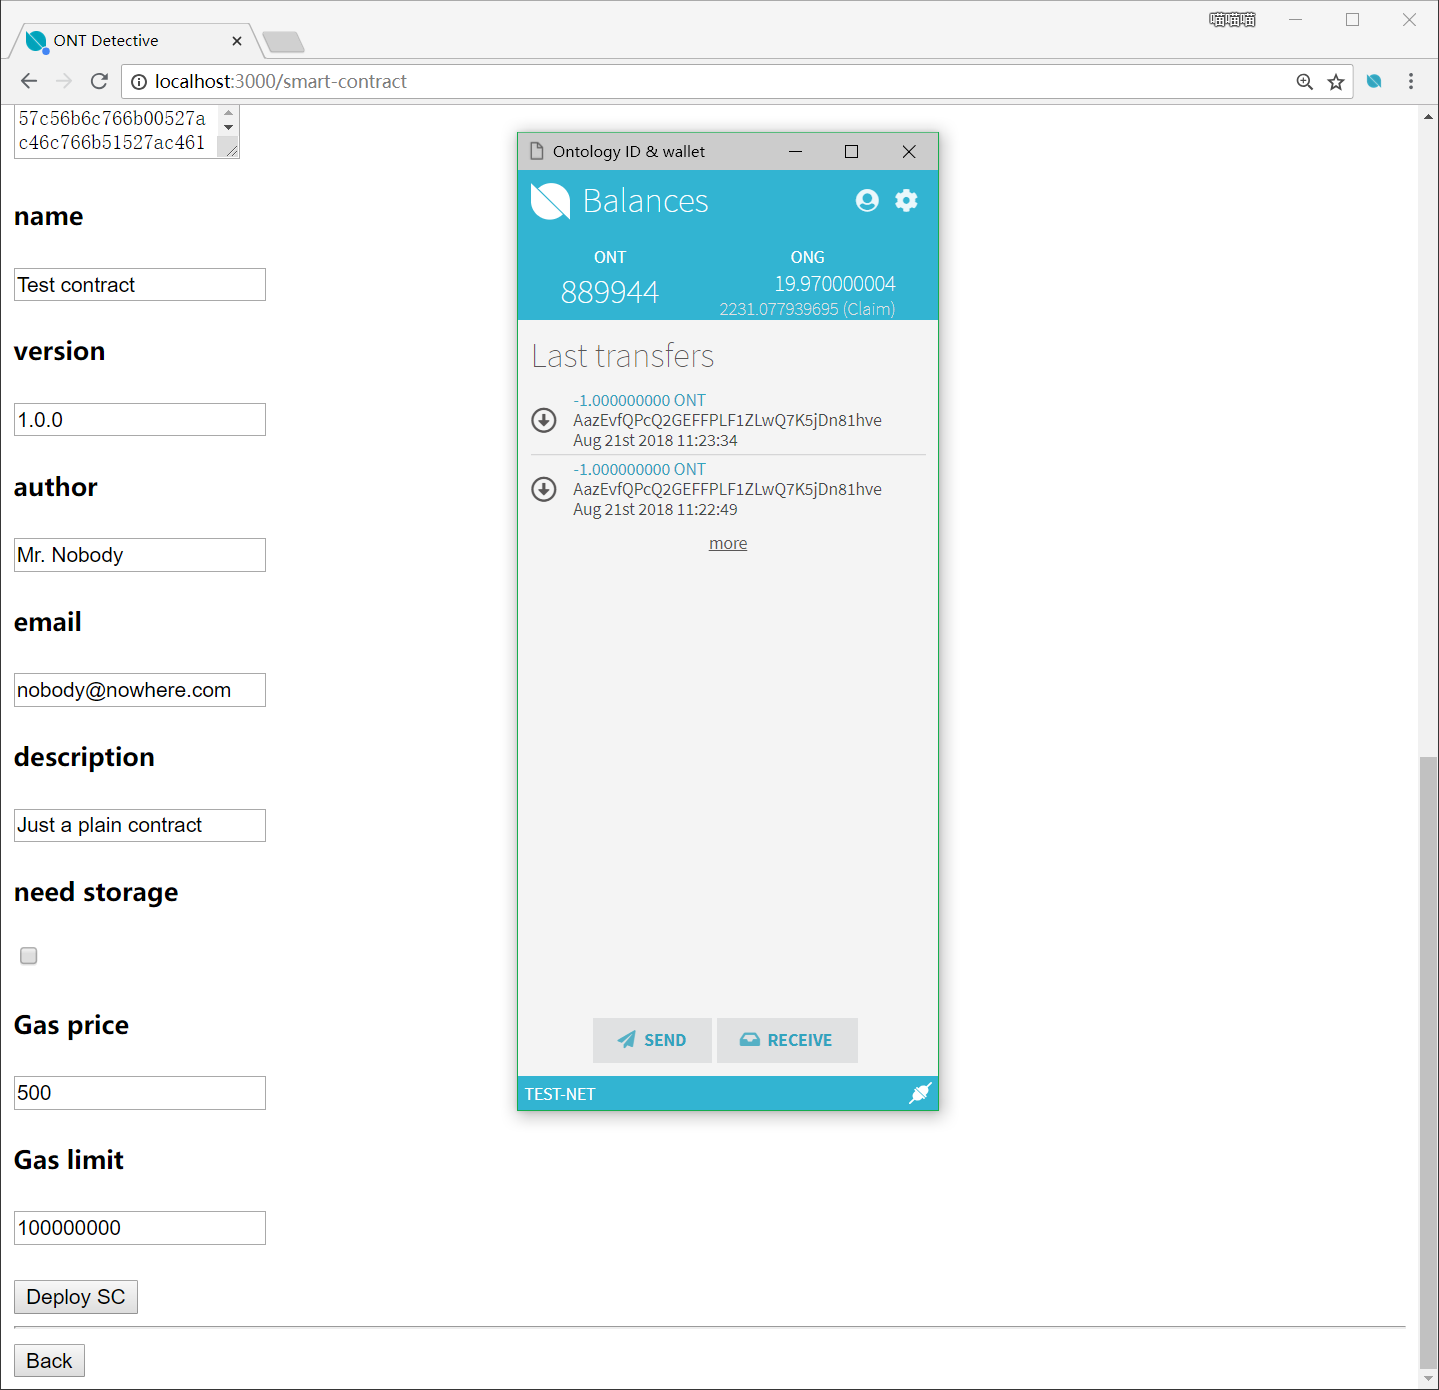 喵喵喵
ONT Detective
localhost:3000/smart-contract
57c56b6c766b00527a
c46c766b51527ac461
name
Test contract
version
1.0.0
author
Mr. Nobody
email
nobody@nowhere.com
description
Just a plain contract
need storage
Gas price
500
Gas limit
100000000
Deploy SC
Back
Ontology ID & wallet
Balances
ONT
889944
ONG
19.970000004
2231.077939695 (Claim)
Last transfers
-1.000000000 ONT
AazEvfQPcQ2GEFFPLF1ZLwQ7K5jDn81hve
Aug 21st 2018 11:23:34
-1.000000000 ONT
AazEvfQPcQ2GEFFPLF1ZLwQ7K5jDn81hve
Aug 21st 2018 11:22:49
more
SEND
RECEIVE
TEST-NET